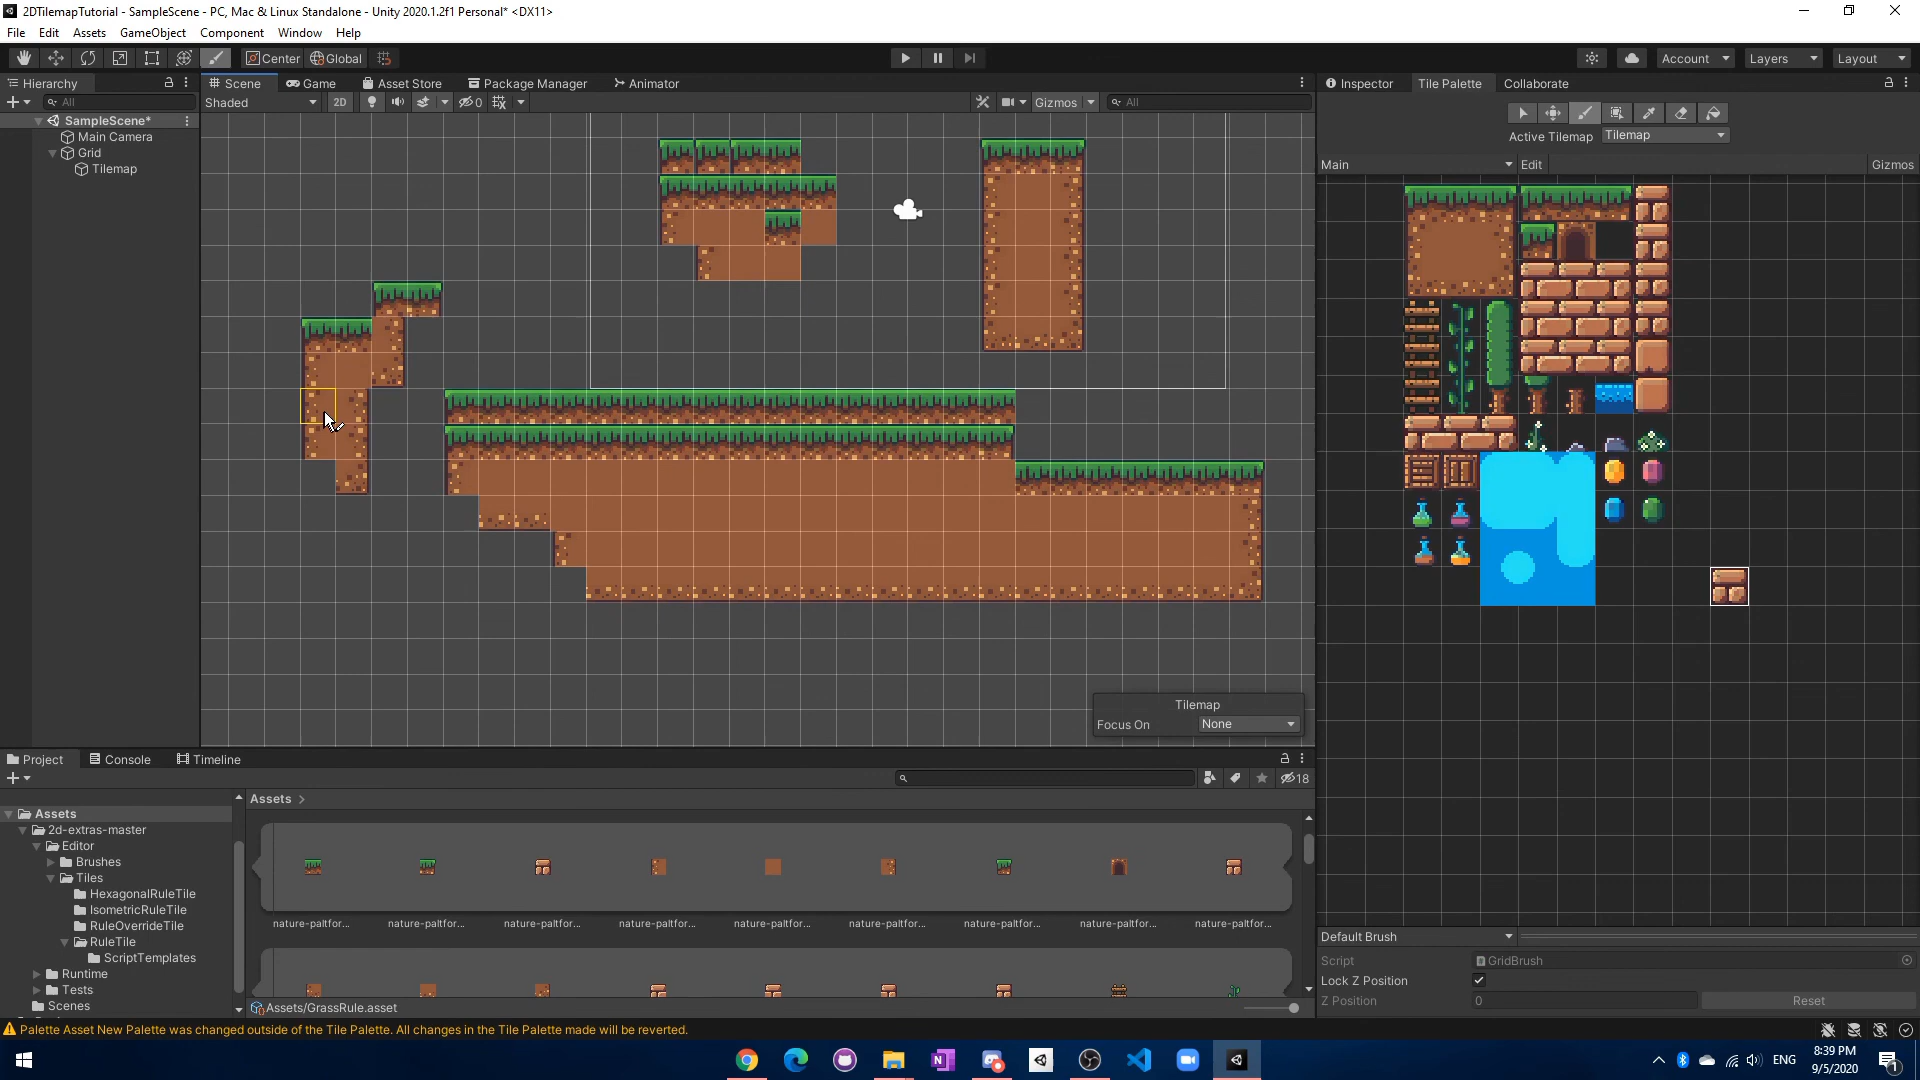 2DTilemapTutorial - SampleScene - PC, Mac & Linux Standalone - Unity 2020.1.2f1 Personal* <DX11>
File Edit Assets GameObject Component Window Help
Center Global Account Layers Layout
Hierarchy Scene Game Asset Store Package Manager Animator Inspector Tile Palette Collaborate
All Shaded 2D 0 Gizmos All
SampleScene*
Main Camera
Grid
Tilemap
Active Tilemap Tilemap
Main Edit Gizmos
Tilemap
Focus On None
Project Console Timeline
18
Assets
2d-extras-master
Editor
Brushes
Tiles
HexagonalRuleTile
IsometricRuleTile
RuleOverrideTile
RuleTile
ScriptTemplates
Runtime
Tests
Scenes
Assets >
nature-paltfor... nature-paltfor... nature-paltfor... nature-paltfor... nature-paltfor... nature-paltfor... nature-paltfor... nature-paltfor... nature-paltfor...
Assets/GrassRule.asset
Default Brush
Script GridBrush
Lock Z Position
Z Position 0 Reset
Palette Asset New Palette was changed outside of the Tile Palette. All changes in the Tile Palette made will be reverted.
ENG
8:39 PM
9/5/2020
1